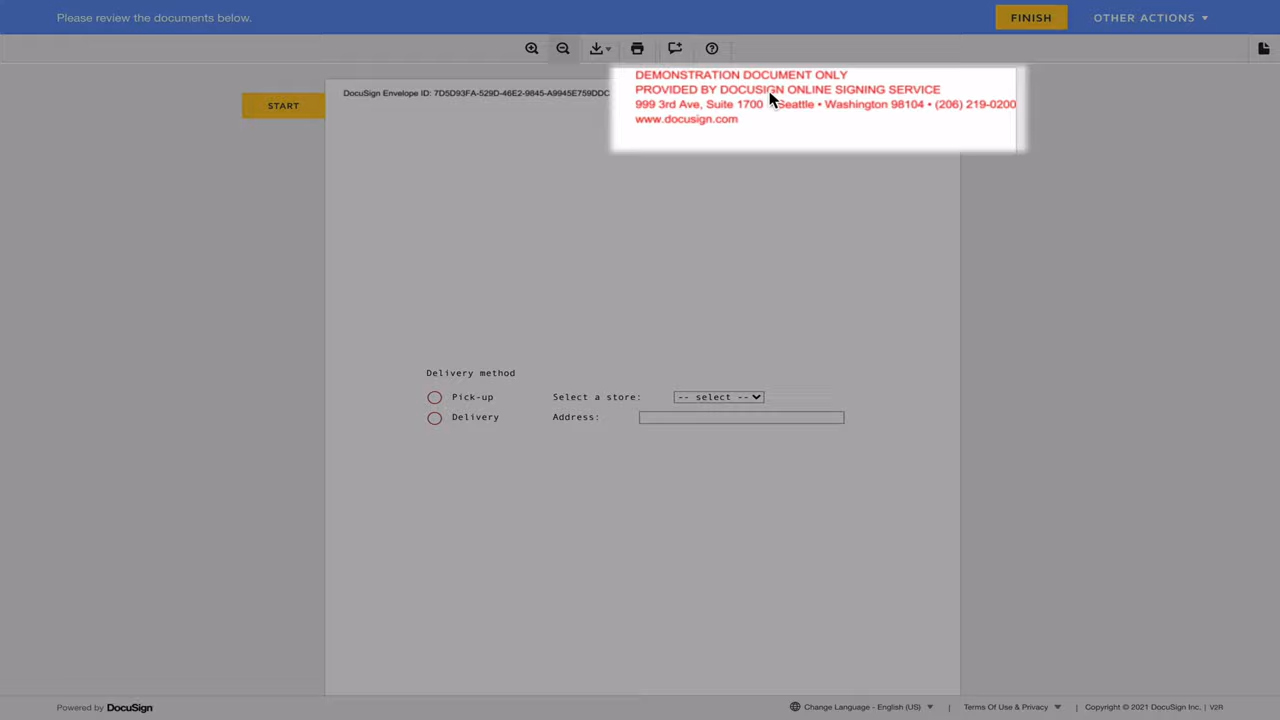 Please review the documents below.
FINISH
OTHER ACTIONS
START
DocuSign Envelope ID: 7D5D93FA-529D-46E2-9845-A9945E759DDC
DEMONSTRATION DOCUMENT ONLY
PROVIDED BY DOCUSIGN ONLINE SIGNING SERVICE
999 3rd Ave, Suite 1700 • Seattle • Washington 98104 • (206) 219-0200
www.docusign.com
Delivery method
Pick-up Select a store: -- select --
Delivery Address:
Powered by DocuSign
Change Language - English (US) | Terms Of Use & Privacy | Copyright © 2021 DocuSign Inc. | V2R